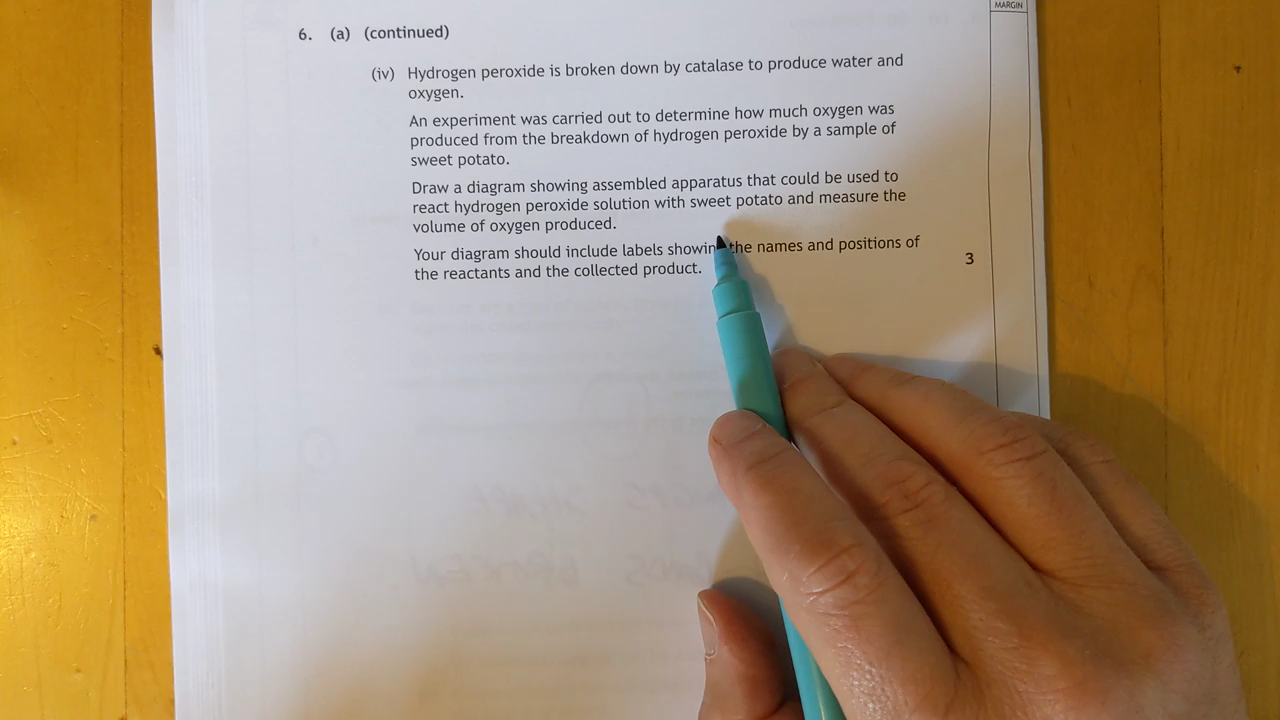 MARGIN
6. (a) (continued)
(iv) Hydrogen peroxide is broken down by catalase to produce water and
oxygen.
An experiment was carried out to determine how much oxygen was
produced from the breakdown of hydrogen peroxide by a sample of
sweet potato.
Draw a diagram showing assembled apparatus that could be used to
react hydrogen peroxide solution with sweet potato and measure the
volume of oxygen produced.
Your diagram should include labels showing the names and positions of
the reactants and the collected product.
3